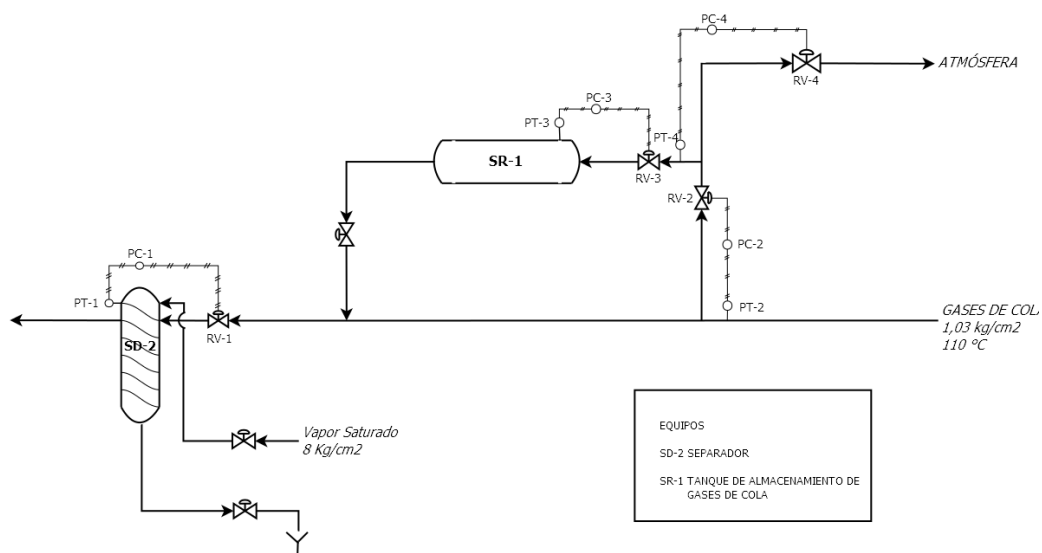 PC-4
ATMÓSFERA
RV-4
PC-3
PT-3
PT-4
SR-1
RV-3
RV-2
PC-1
PC-2
PT-1
PT-2
RV-1
GASES DE COLA
1,03 kg/cm2
110 °C
SD-2
Vapor Saturado
8 Kg/cm2
EQUIPOS
SD-2 SEPARADOR
SR-1 TANQUE DE ALMACENAMIENTO DE
GASES DE COLA